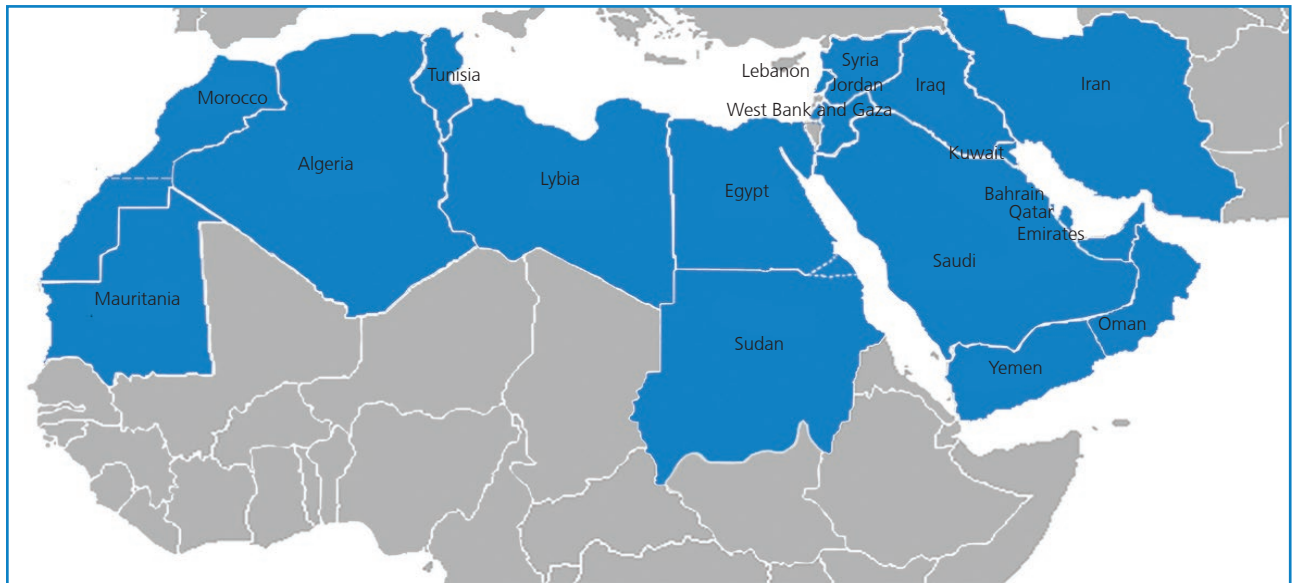 Tunisia
Syria
Lebanon
Jordan
Iraq
Iran
Morocco
West Bank and Gaza
Kuwait
Algeria
Lybia
Egypt
Bahrain
Qatar
Emirates
Saudi
Mauritania
Oman
Sudan
Yemen